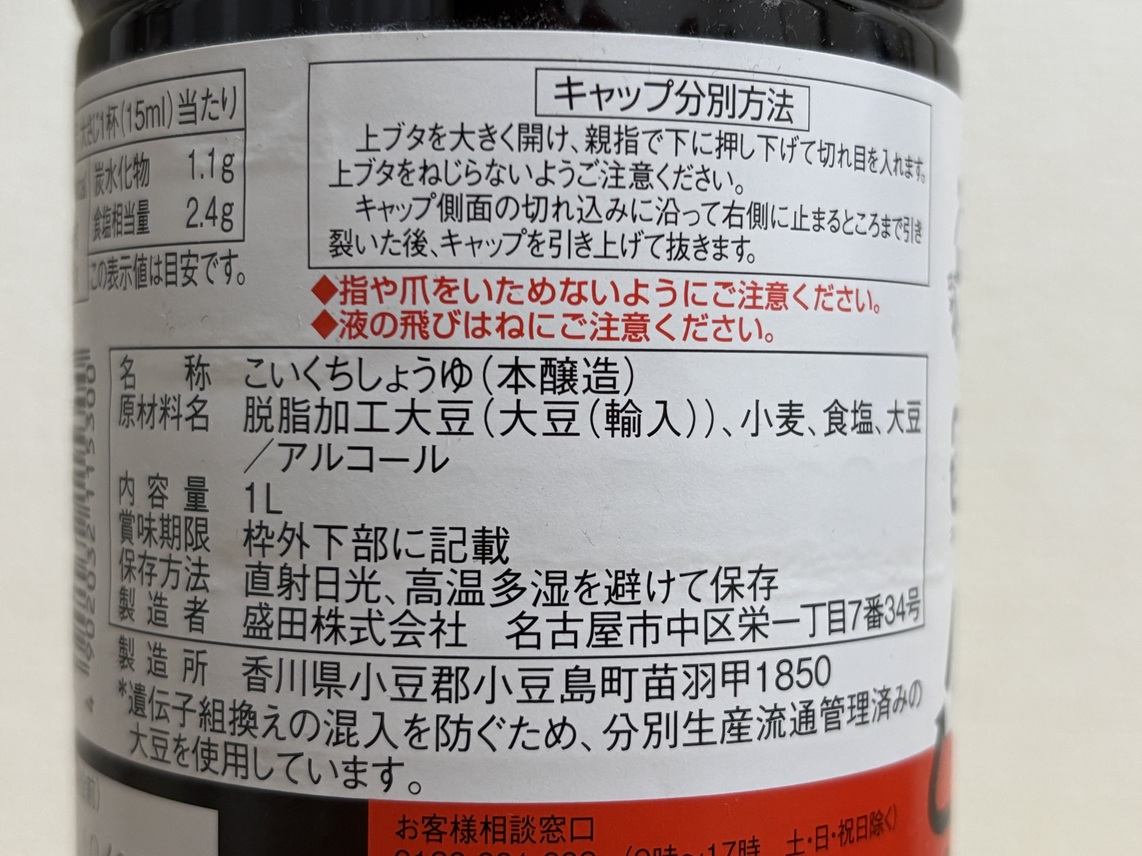 大さじ1杯(15ml)当たり
炭水化物 1.1g
食塩相当量 2.4g
この表示値は目安です。
キャップ分別方法
上ブタを大きく開け、親指で下に押し下げて切れ目を入れます。
上ブタをねじらないようご注意ください。
キャップ側面の切れ込みに沿って右側に止まるところまで引き
裂いた後、キャップを引き上げて抜きます。
◆指や爪をいためないようにご注意ください。
◆液の飛びはねにご注意ください。
名称 こいくちしょうゆ(本醸造)
原材料名 脱脂加工大豆(大豆(輸入))、小麦、食塩、大豆
/アルコール
内容量 1L
賞味期限 枠外下部に記載
保存方法 直射日光、高温多湿を避けて保存
製造者 盛田株式会社 名古屋市中区栄一丁目7番34号
製造所 香川県小豆郡小豆島町苗羽甲1850
*遺伝子組換えの混入を防ぐため、分別生産流通管理済みの
大豆を使用しています。
お客様相談窓口
土・日・祝日除く)